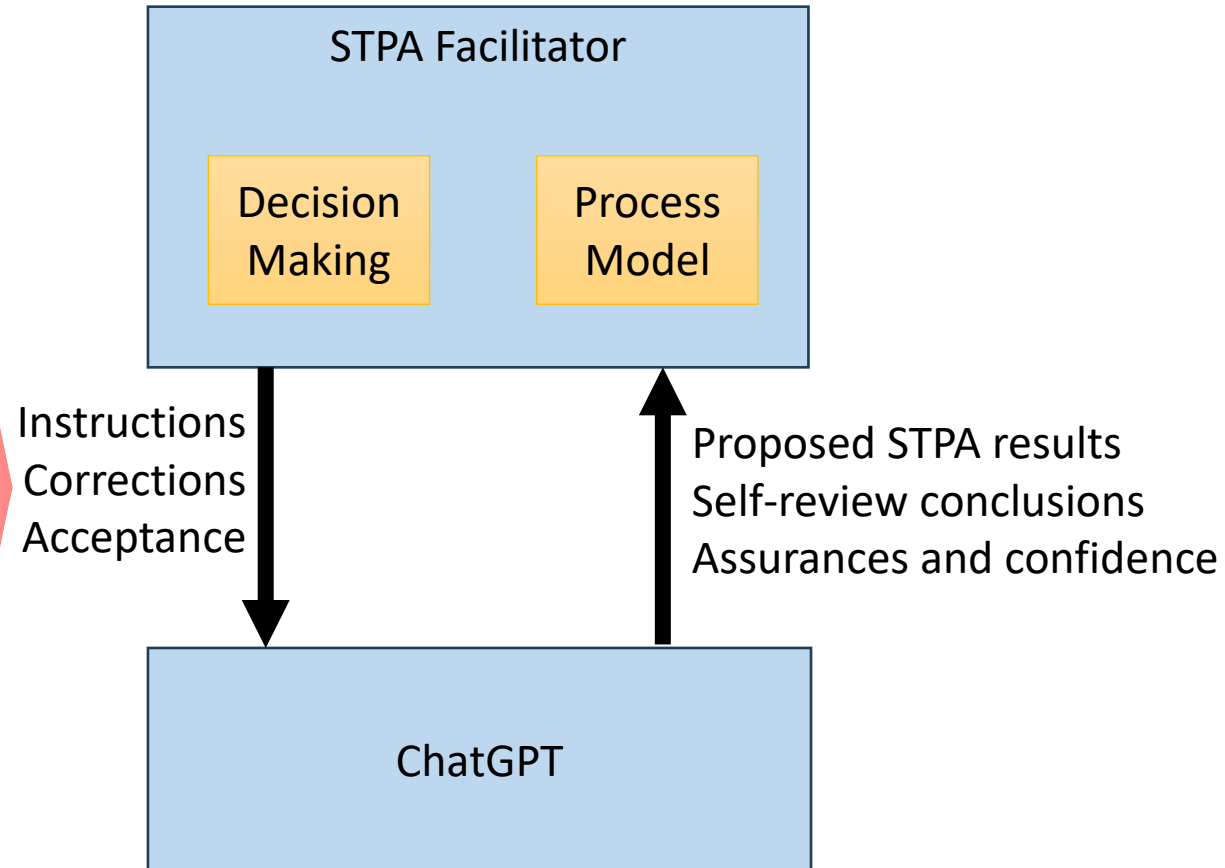 STPA Facilitator
Decision
Making
Process
Model
Instructions
Corrections
Acceptance
Proposed STPA results
Self-review conclusions
Assurances and confidence
ChatGPT